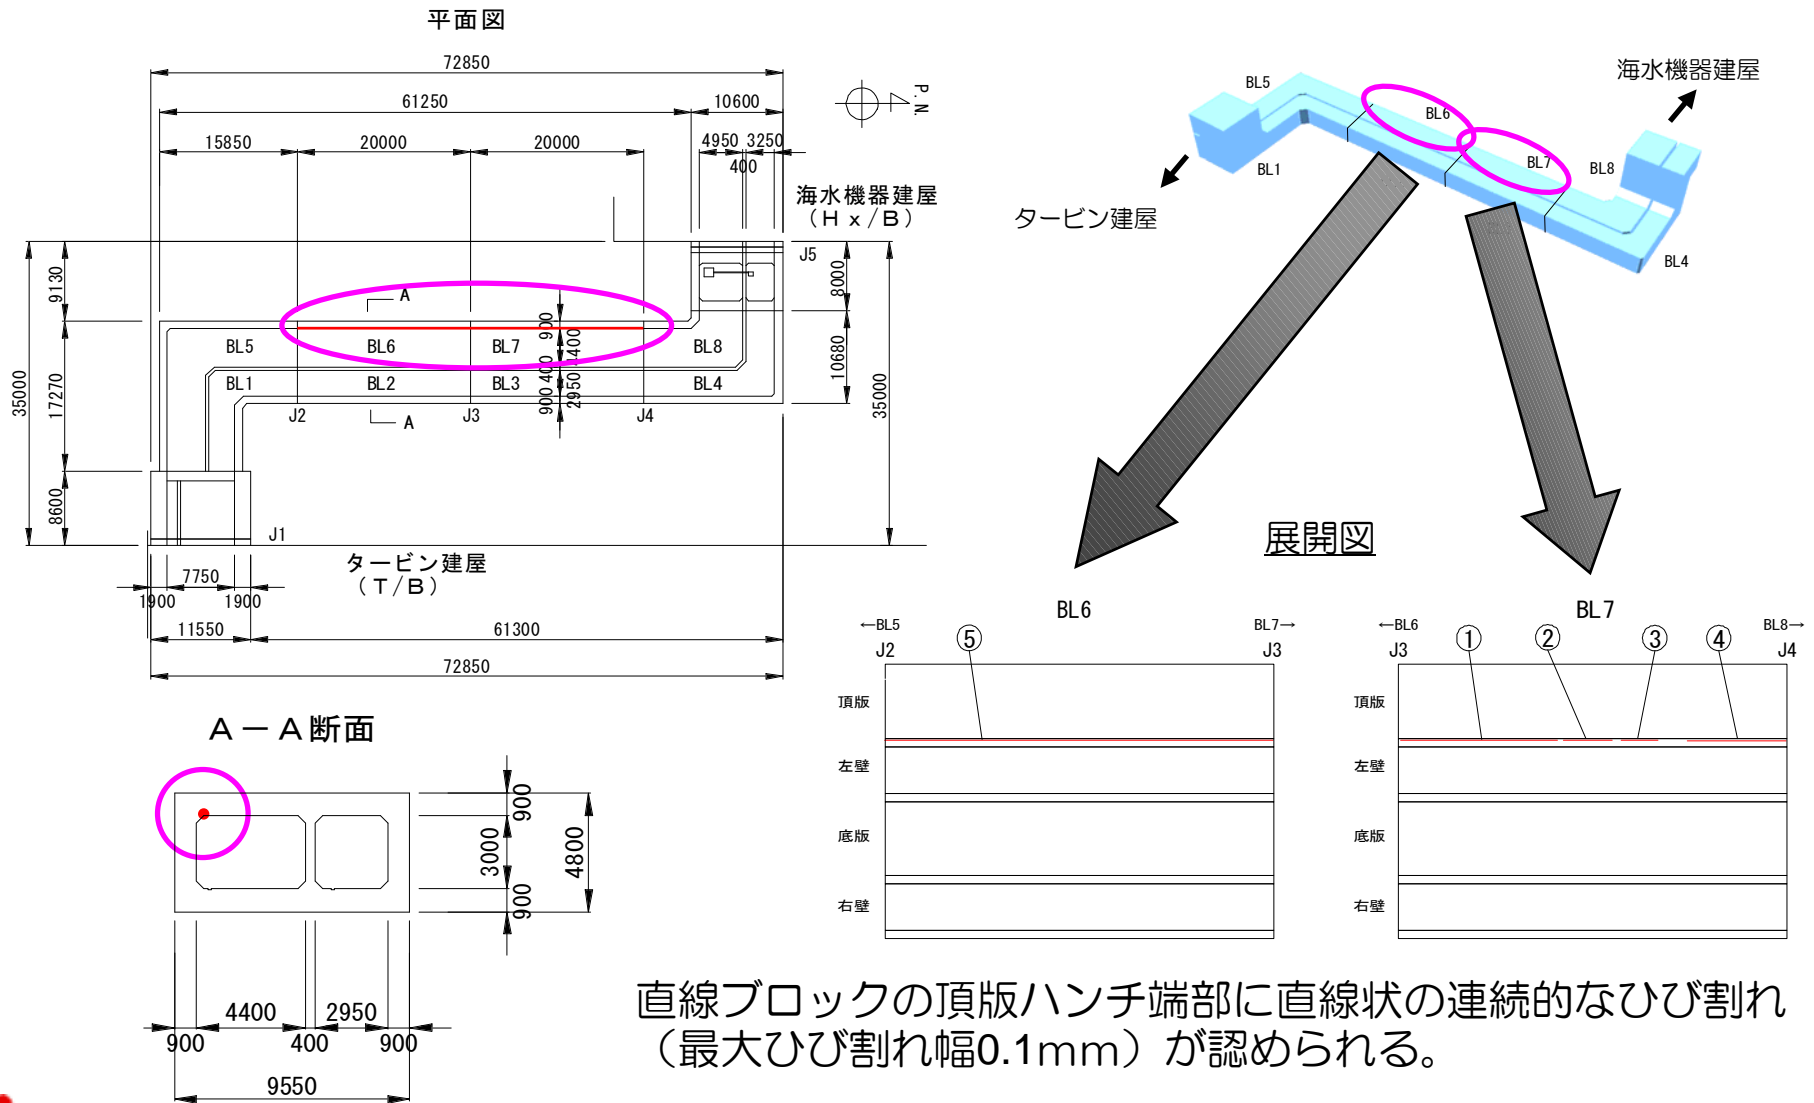 平面図
72850
61250
10600
15850
20000
20000
4950
3250
400
P.N.
海水機器建屋
（Ｈｘ/Ｂ）
J5
35000
9130
17270
8600
A
900
4400
400
2950
900
BL5
BL6
BL7
BL8
BL1
BL2
BL3
BL4
J2
A
J3
J4
8000
10680
35000
J1
タービン建屋
（Ｔ/Ｂ）
7750
1900
1900
11550
61300
72850
海水機器建屋
BL5
BL6
BL7
BL8
BL1
BL4
タービン建屋
展開図
BL6
←BL5
BL7→
J2
⑤
J3
頂版
左壁
底版
右壁
BL7
←BL6
BL8→
J3
①
②
③
④
J4
頂版
左壁
底版
右壁
Ａ－Ａ断面
900
3000
900
4800
4400
2950
900
400
900
9550
直線ブロックの頂版ハンチ端部に直線状の連続的なひび割れ
（最大ひび割れ幅0.1mm）が認められる。